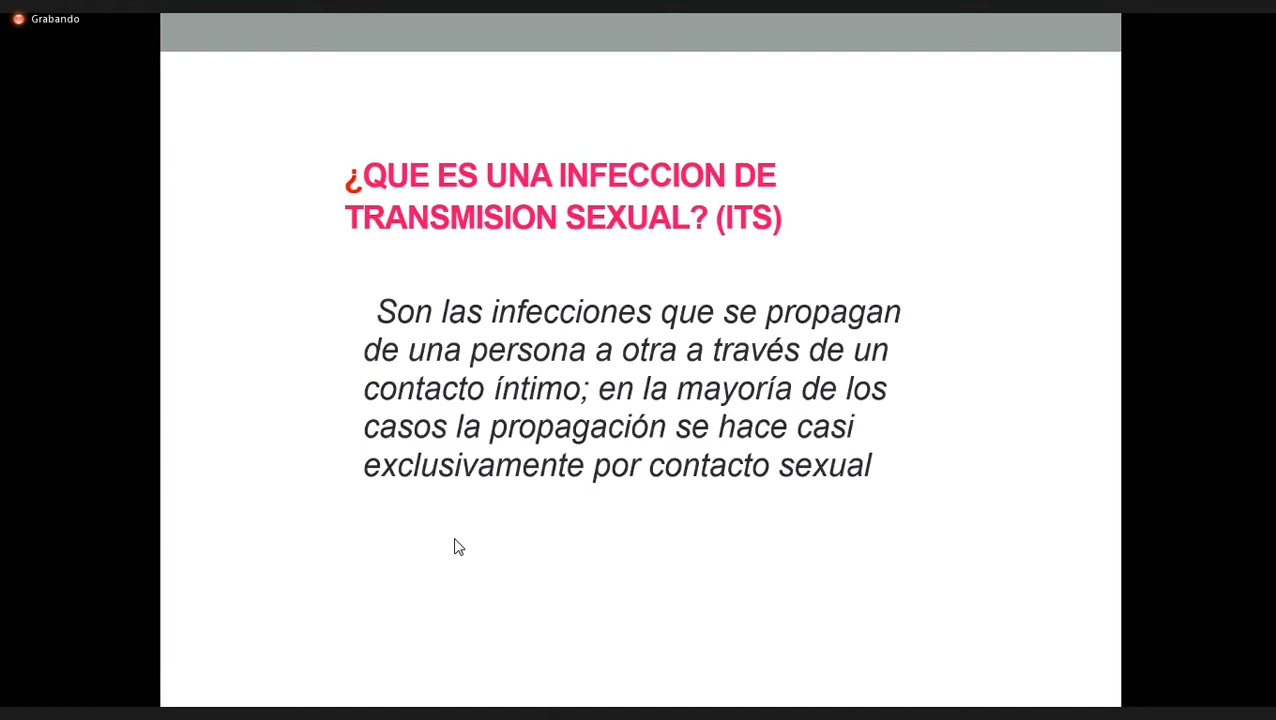 Grabando
¿QUE ES UNA INFECCION DE
TRANSMISION SEXUAL? (ITS)
Son las infecciones que se propagan
de una persona a otra a través de un
contacto íntimo; en la mayoría de los
casos la propagación se hace casi
exclusivamente por contacto sexual